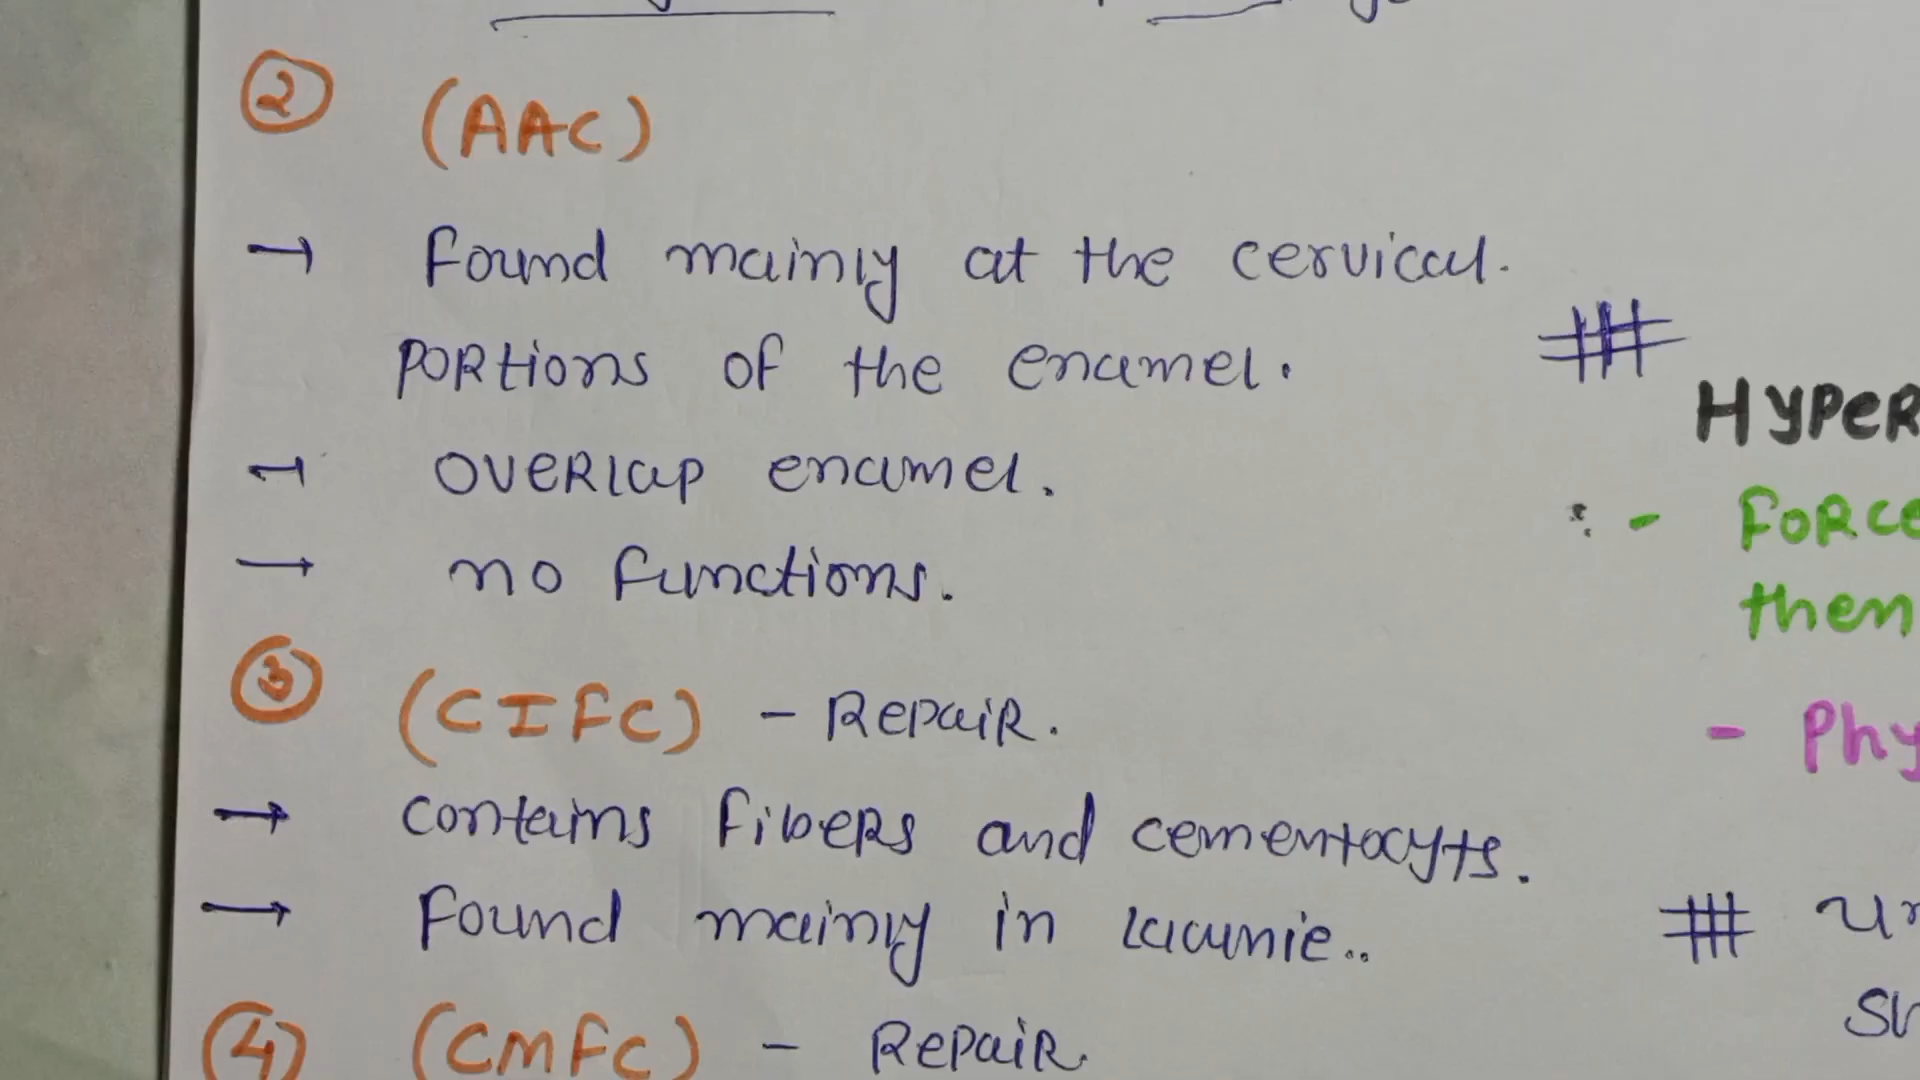 2 (AAC)
→ Found mainly at the cervical.
portions of the enamel.
→ overlap enamel.
→ no functions.
3 (CIFC) - Repair.
→ contains fibers and cementocyts.
→ Found mainly in
4 (CMFC) - Repair.
###
HYPER
:- Force
then
- Phy
### Un